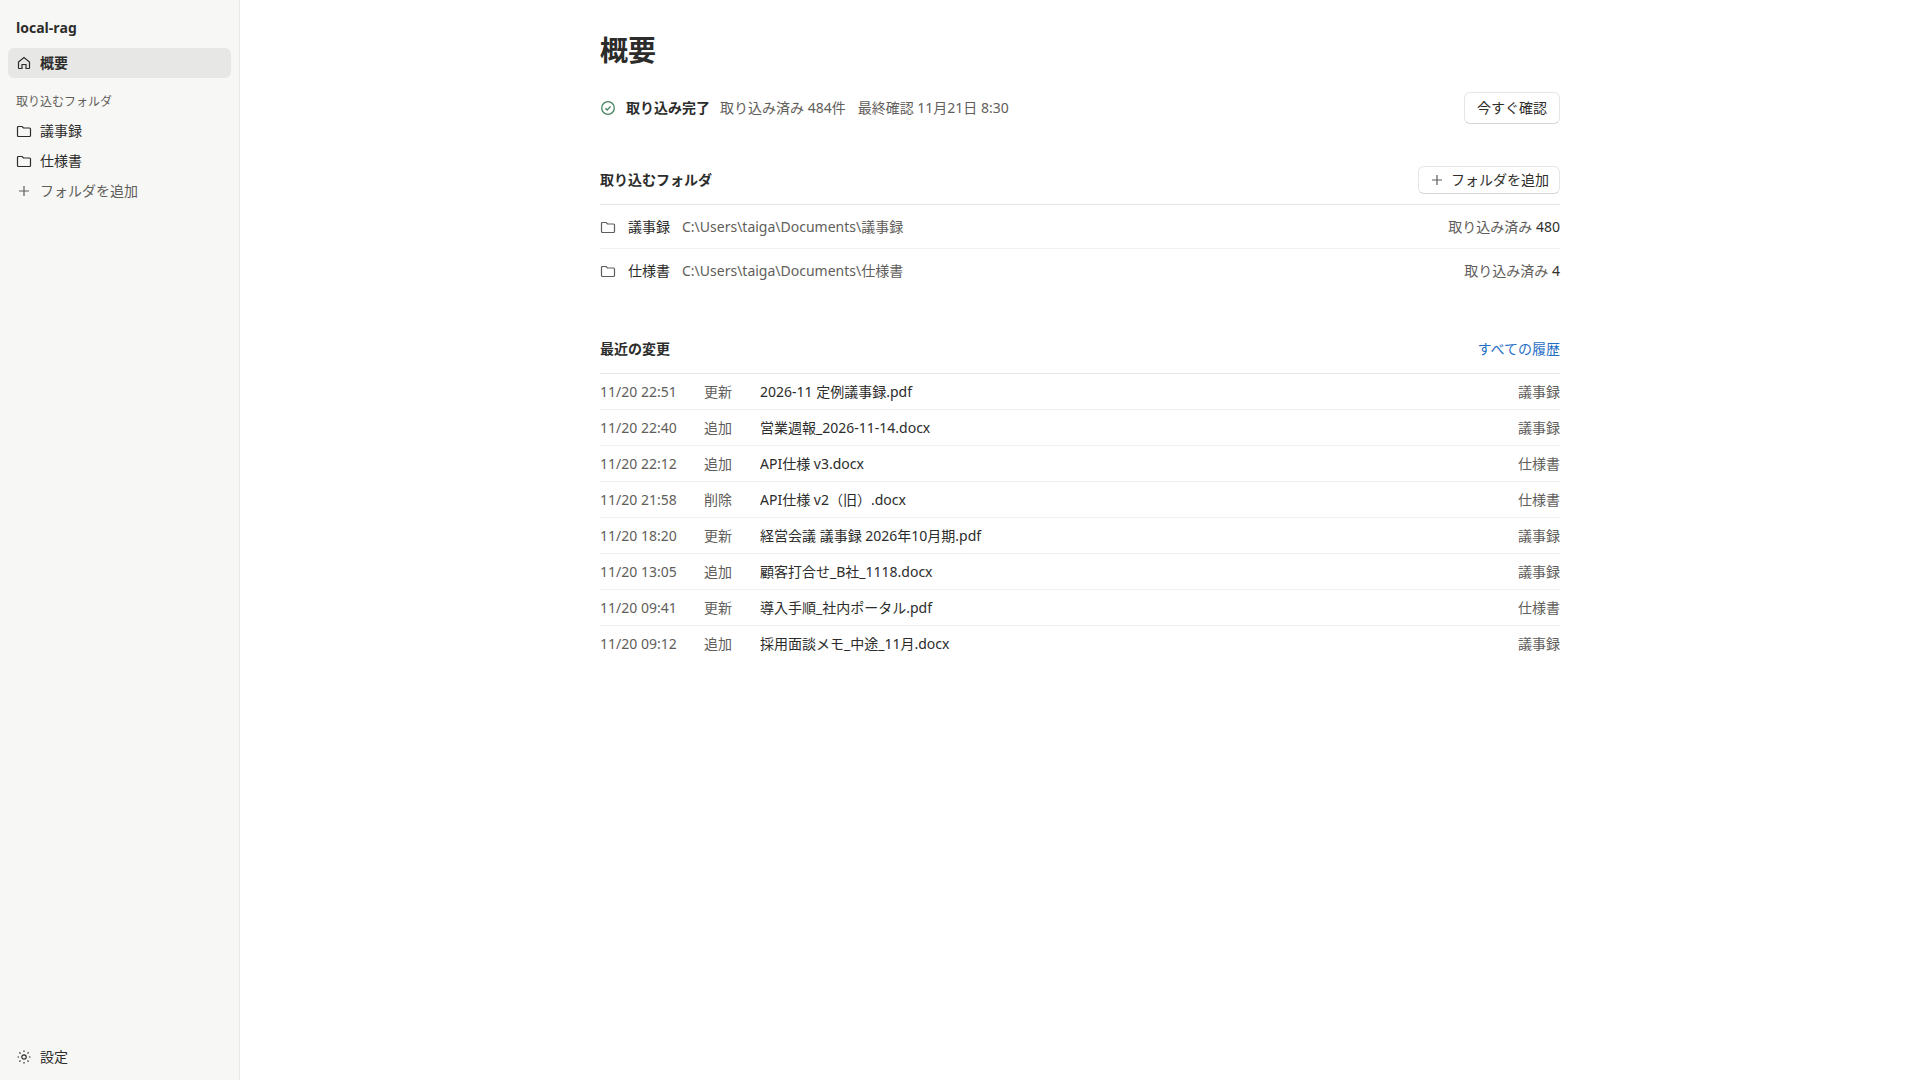 local-rag
概要
取り込むフォルダ
議事録
仕様書
フォルダを追加
設定
概要
取り込み完了 取り込み済み 484件 最終確認 11月21日 8:30
今すぐ確認
取り込むフォルダ
フォルダを追加
議事録 C:\Users\taiga\Documents\議事録 取り込み済み 480
仕様書 C:\Users\taiga\Documents\仕様書 取り込み済み 4
最近の変更 すべての履歴
11/20 22:51 更新 2026-11 定例議事録.pdf 議事録
11/20 22:40 追加 営業週報_2026-11-14.docx 議事録
11/20 22:12 追加 API仕様 v3.docx 仕様書
11/20 21:58 削除 API仕様 v2（旧）.docx 仕様書
11/20 18:20 更新 経営会議 議事録 2026年10月期.pdf 議事録
11/20 13:05 追加 顧客打合せ_B社_1118.docx 議事録
11/20 09:41 更新 導入手順_社内ポータル.pdf 仕様書
11/20 09:12 追加 採用面談メモ_中途_11月.docx 議事録